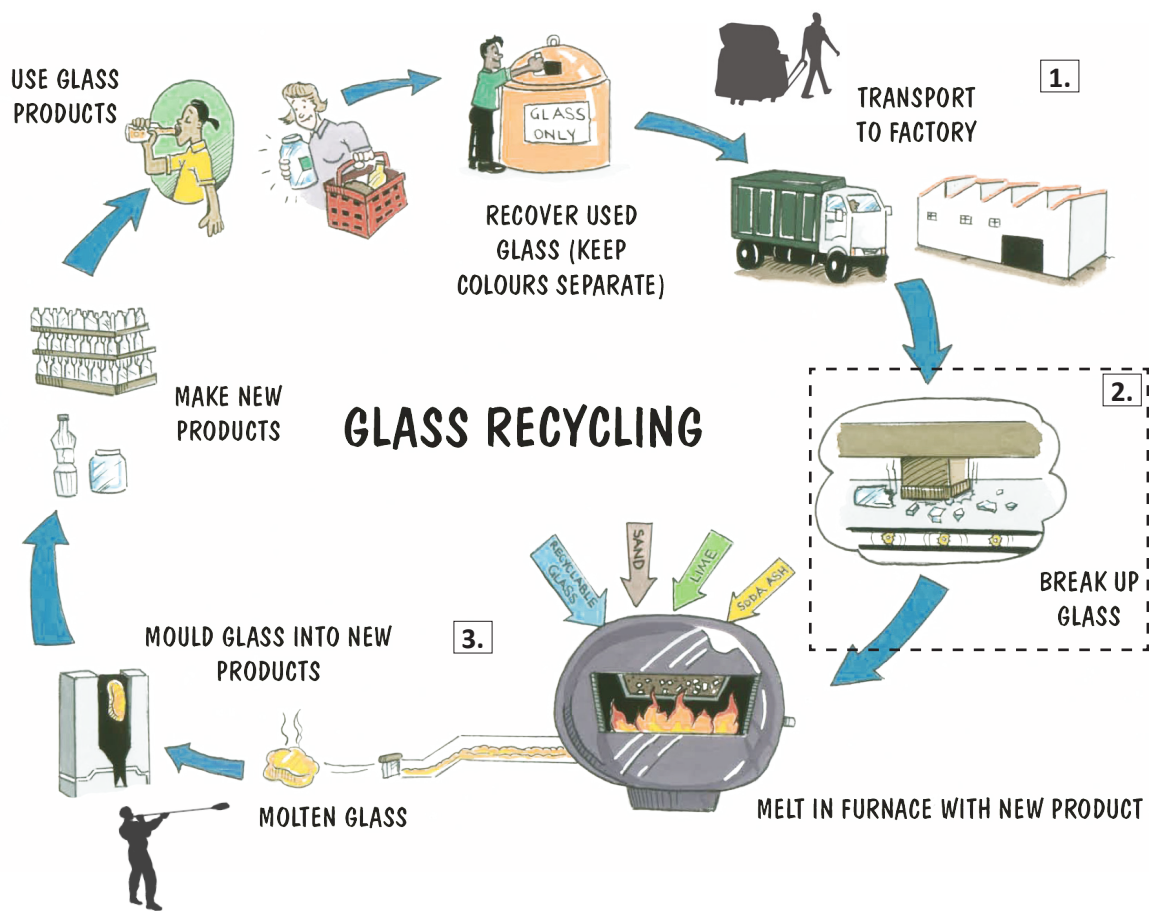 USE GLASS
PRODUCTS
GLASS
ONLY
RECOVER USED
GLASS (KEEP
COLOURS SEPARATE)
TRANSPORT
TO FACTORY
1.
2.
BREAK UP
GLASS
GLASS RECYCLING
MAKE NEW
PRODUCTS
RECYCLABLE
GLASS
SAND
LIME
SODA ASH
3.
MELT IN FURNACE WITH NEW PRODUCT
MOLTEN GLASS
MOULD GLASS INTO NEW
PRODUCTS